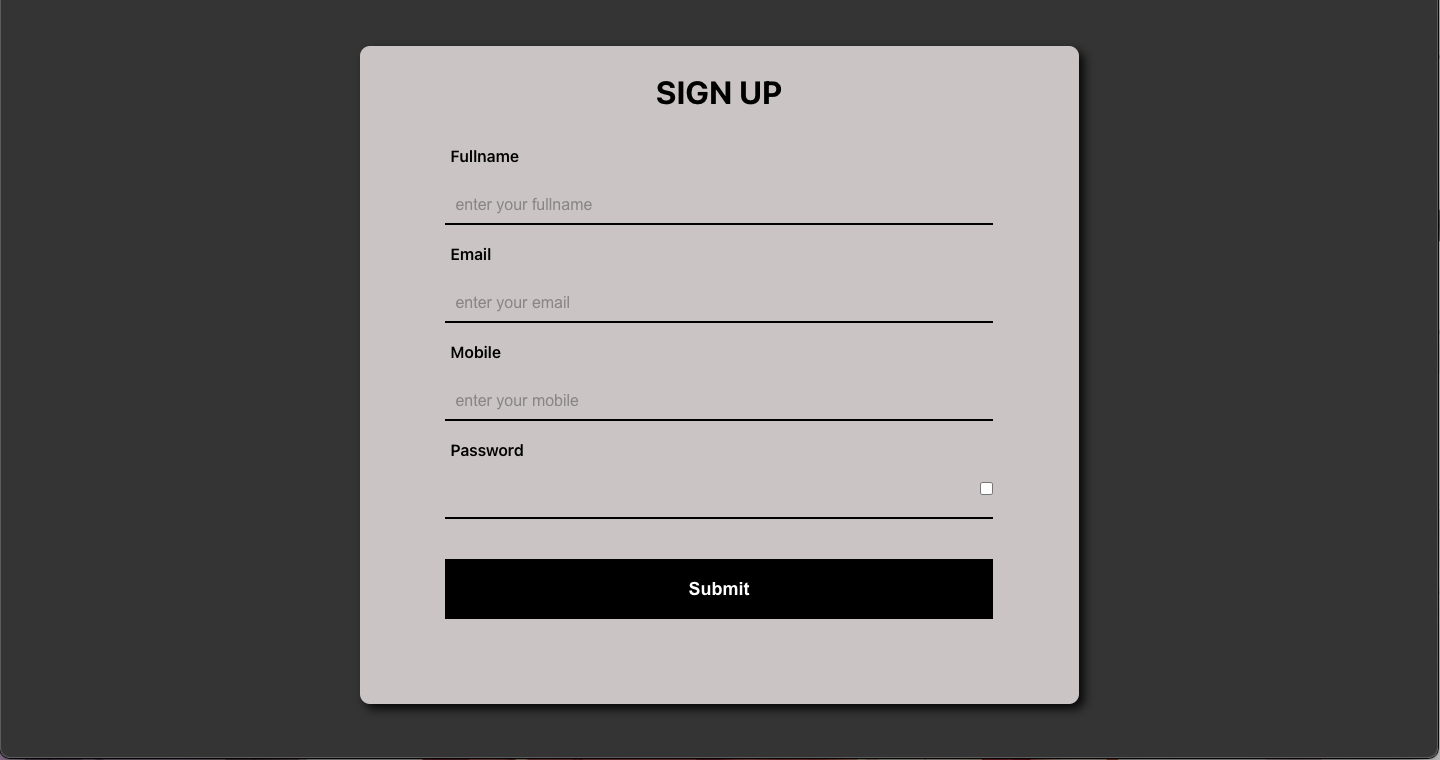 SIGN UP
Fullname
enter your fullname
Email
enter your email
Mobile
enter your mobile
Password
Submit